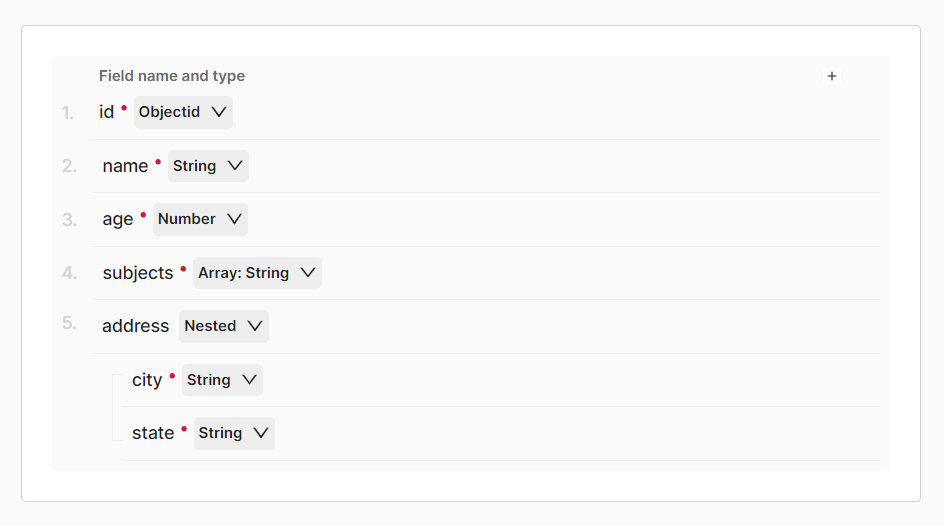 Field name and type +
1. id • Objectid
2. name • String
3. age • Number
4. subjects • Array: String
5. address Nested
city • String
state • String